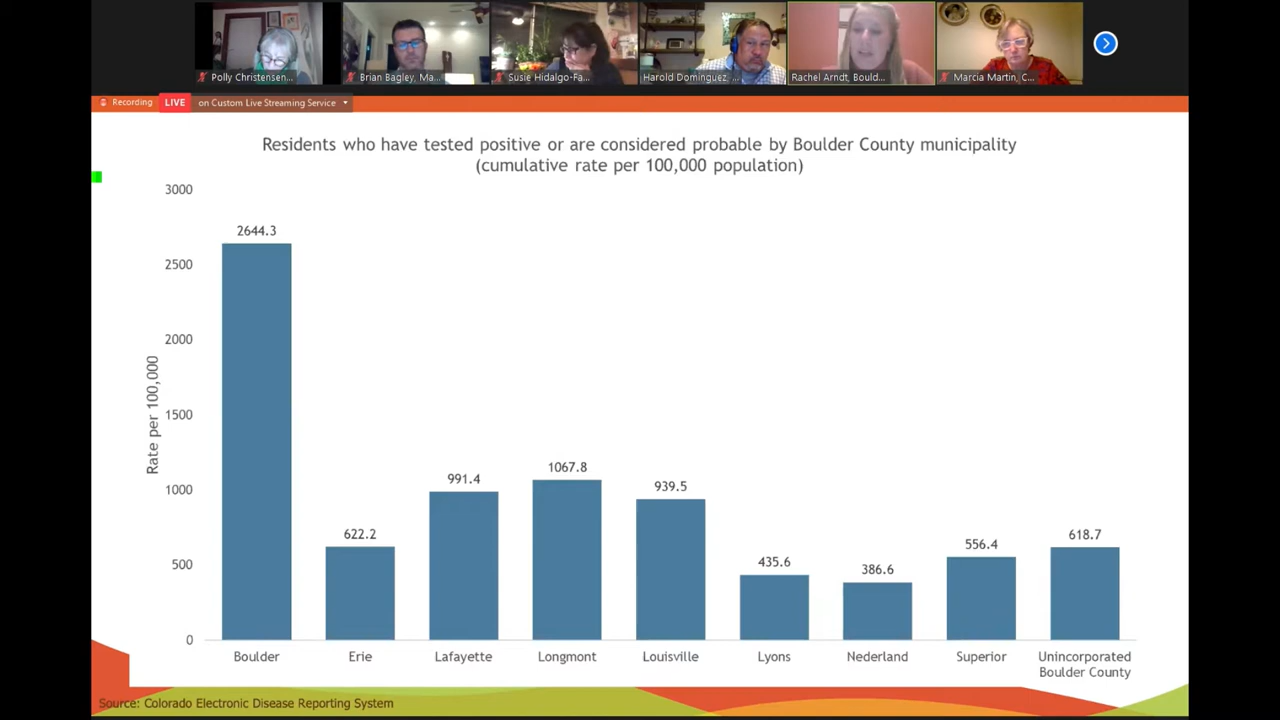 Polly Christensen...
Brian Bagley, Ma...
Susie Hidalgo-Fa...
Harold Dominguez, ...
Rachel Arndt, Bould...
Marcia Martin, C...
Recording
LIVE
on Custom Live Streaming Service
Residents who have tested positive or are considered probable by Boulder County municipality
(cumulative rate per 100,000 population)
Rate per 100,000
3000
2500
2000
1500
1000
500
0
2644.3
622.2
991.4
1067.8
939.5
435.6
386.6
556.4
618.7
Boulder
Erie
Lafayette
Longmont
Louisville
Lyons
Nederland
Superior
Unincorporated
Boulder County
Source: Colorado Electronic Disease Reporting System